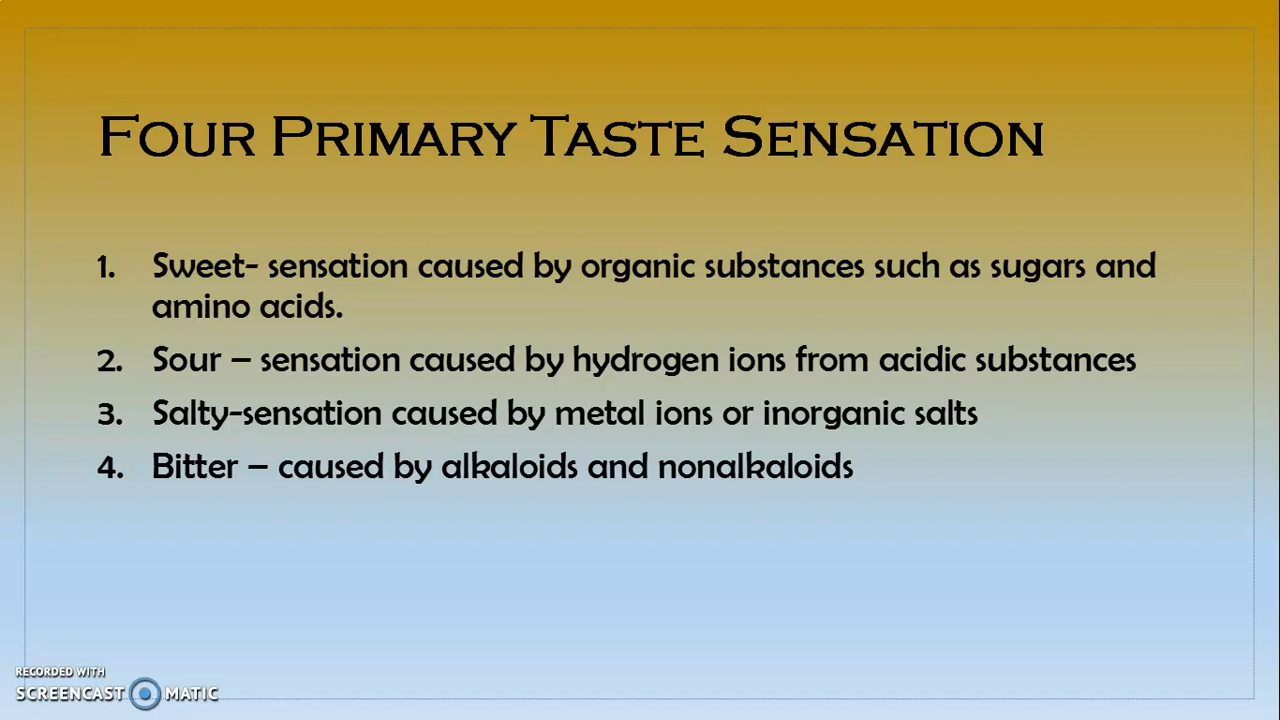 Four Primary Taste Sensation
1. Sweet- sensation caused by organic substances such as sugars and
amino acids.
2. Sour – sensation caused by hydrogen ions from acidic substances
3. Salty-sensation caused by metal ions or inorganic salts
4. Bitter – caused by alkaloids and nonalkaloids
RECORDED WITH
SCREENCAST MATIC